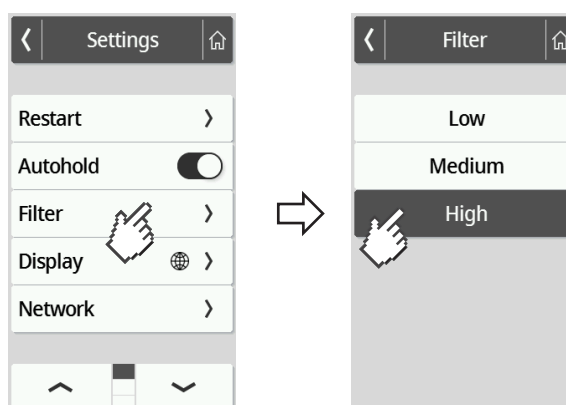 Settings
Restart
Autohold
Filter
Display
Network
Filter
Low
Medium
High